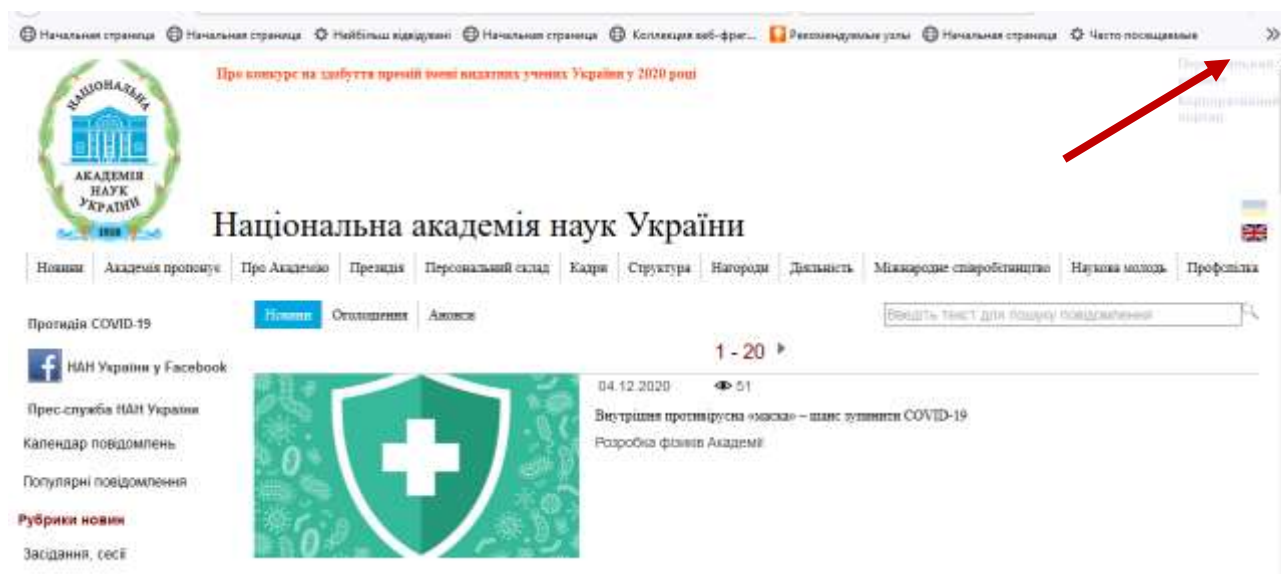 Начальная страница Начальная страница Найбільш відвідувані Начальная страница Коллекция веб-фраг... Рекомендуемые узлы Начальная страница Часто посещаемые
Про конкурс на здобуття премій імені видатних учених України у 2020 році
Корпоративний
портал
НАЦІОНАЛЬНА
АКАДЕМІЯ
НАУК
УКРАЇНИ
1918
Національна академія наук України
Новини Академія пропонує Про Академію Президія Персональний склад Кадри Структура Нагороди Діяльність Міжнародне співробітництво Наукова молодь Профспілка
Новини Оголошення Анонси
Введіть текст для пошуку повідомлення
Протидія COVID-19
НАН України у Facebook
Прес-служба НАН України
Календар повідомлень
Популярні повідомлення
Рубрики новин
Засідання, сесії
1 - 20
04.12.2020 51
Внутрішня противірусна «маска» – шанс зупинити COVID-19
Розробка фізиків Академії